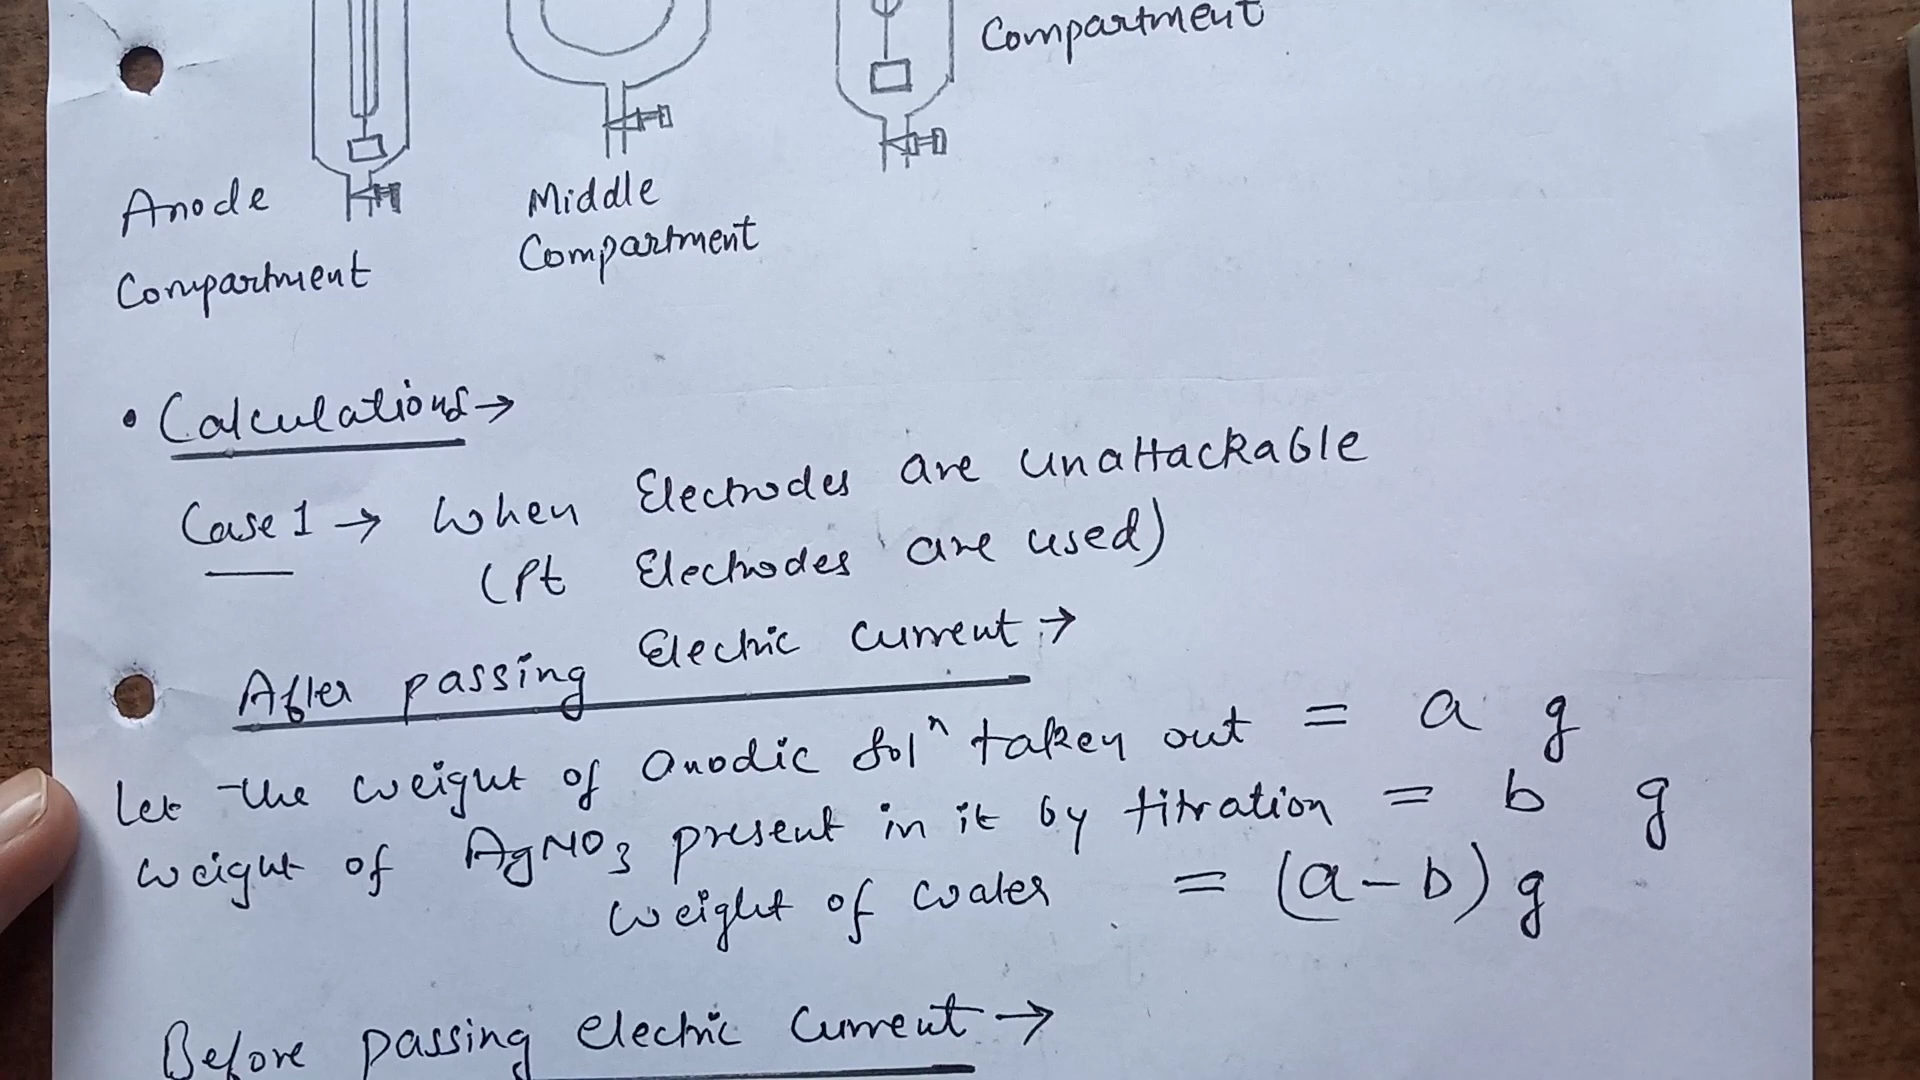 Compartment
Anode
Compartment
Middle
Compartment
• Calculations →
Case 1 → When Electrodes are unattackable
(Pt Electrodes are used)
After passing Electric current →
Let the weight of anodic solⁿ taken out = a g
weight of AgNO₃ present in it by titration = b g
weight of water = (a-b) g
Before passing electric current →